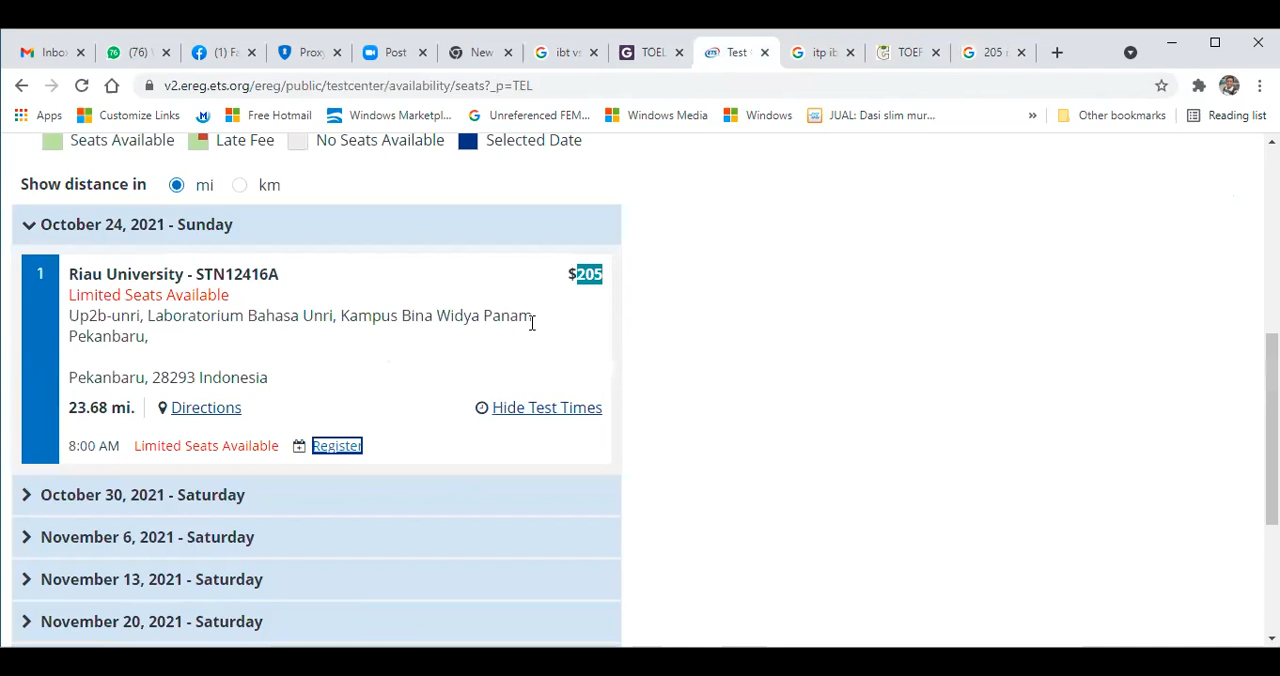 Inbo
(76)
(1) Fa
Proxy
Post
New
ibt vs
TOEL
Test
itp ib
TOEF
205 
v2.ereg.ets.org/ereg/public/testcenter/availability/seats?_p=TEL
Apps
Customize Links
Free Hotmail
Windows Marketpl...
Unreferenced FEM...
Windows Media
Windows
JUAL: Dasi slim mur...
»
Other bookmarks
Reading list
Seats Available
Late Fee
No Seats Available
Selected Date
Show distance in mi km
October 24, 2021 - Sunday
1 Riau University - STN12416A $205
Limited Seats Available
Up2b-unri, Laboratorium Bahasa Unri, Kampus Bina Widya Panam
Pekanbaru,
Pekanbaru, 28293 Indonesia
23.68 mi. Directions Hide Test Times
8:00 AM Limited Seats Available Register
October 30, 2021 - Saturday
November 6, 2021 - Saturday
November 13, 2021 - Saturday
November 20, 2021 - Saturday